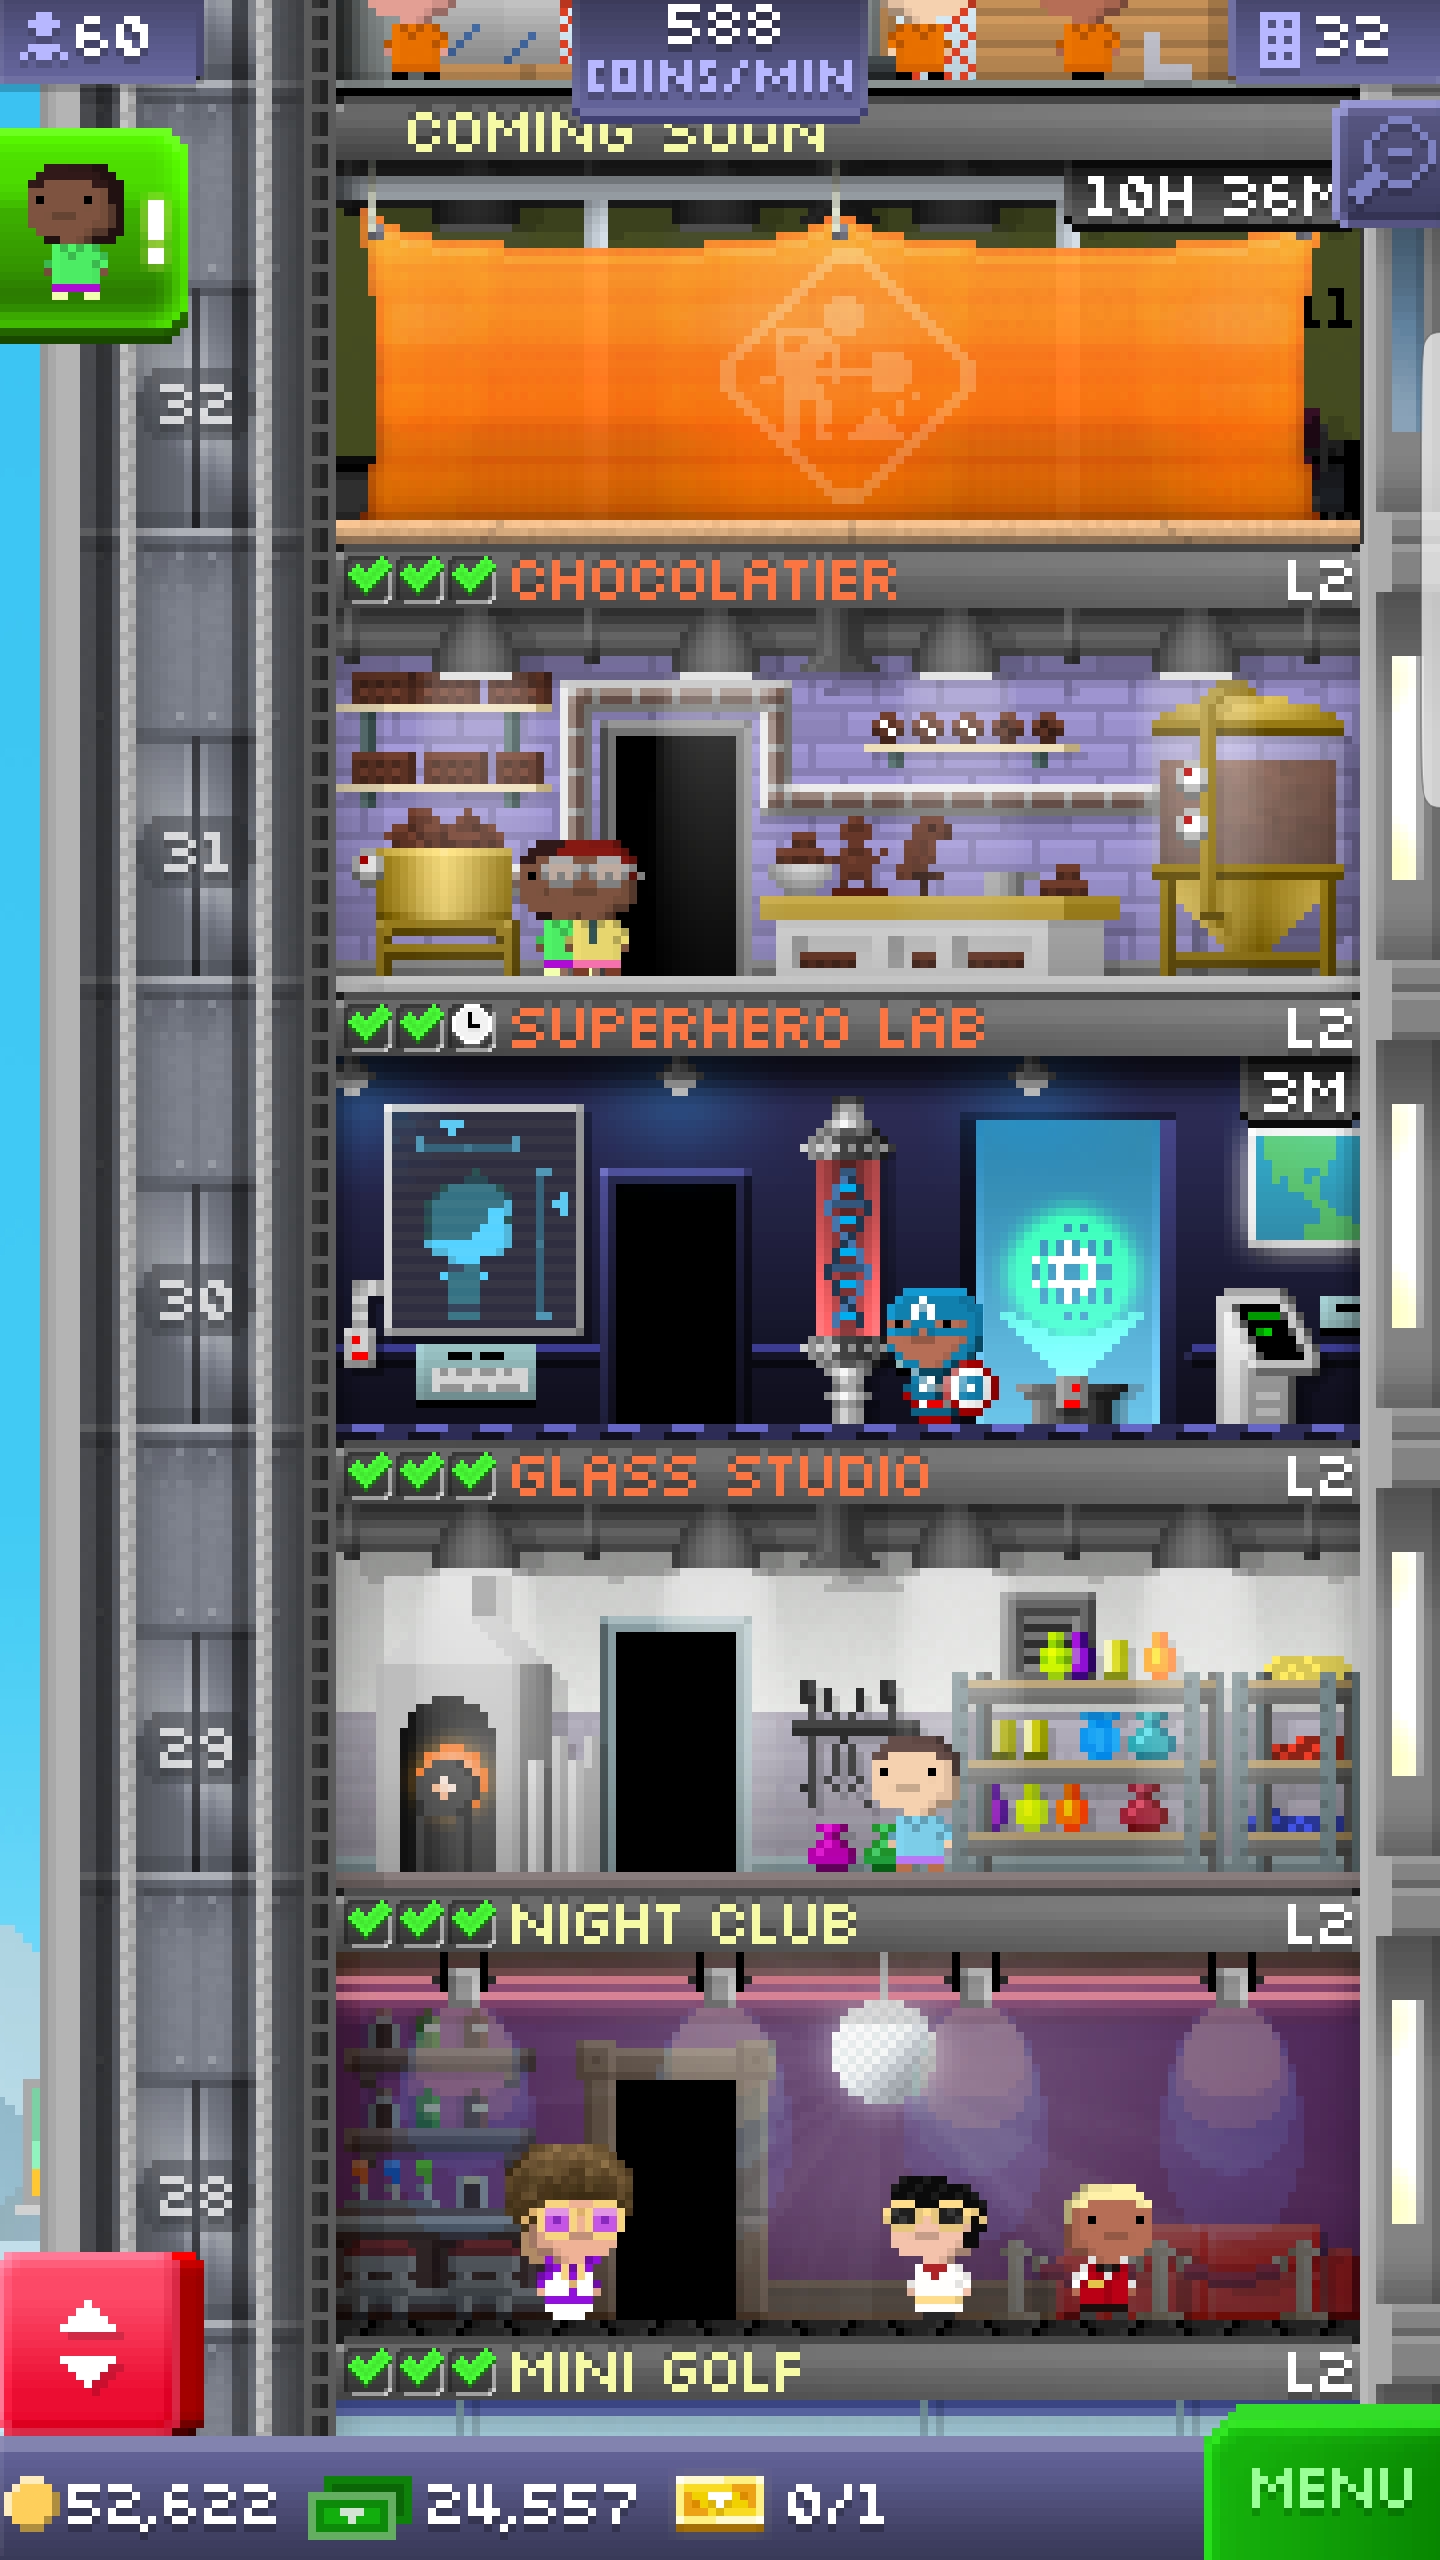 60
588
32
COINS/MIN
COMING SOON
10H 36M
!
32
CHOCOLATIER L2
31
SUPERHERO LAB L2
3M
30
A
GLASS STUDIO L2
29
NIGHT CLUB L2
28
MINI GOLF L2
52,622 24,557 0/1 MENU